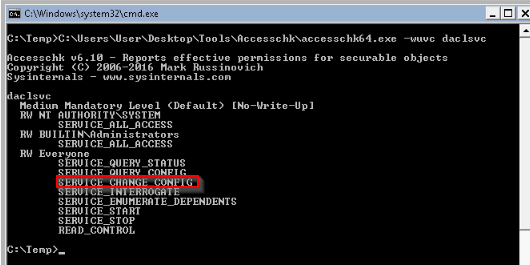 C:\Windows\system32\cmd.exe
C:\Temp>C:\Users\User\Desktop\Tools\Accesschk\accesschk64.exe -wuvc daclsvc
Accesschk v6.10 - Reports effective permissions for securable objects
Copyright (C) 2006-2016 Mark Russinovich
Sysinternals - www.sysinternals.com
daclsvc
Medium Mandatory Level (Default) [No-Write-Up]
RW NT AUTHORITY\SYSTEM
SERVICE_ALL_ACCESS
RW BUILTIN\Administrators
SERVICE_ALL_ACCESS
RW Everyone
SERVICE_QUERY_STATUS
SERVICE_QUERY_CONFIG
SERVICE_CHANGE_CONFIG
SERVICE_INTERROGATE
SERVICE_ENUMERATE_DEPENDENTS
SERVICE_START
SERVICE_STOP
READ_CONTROL
C:\Temp>_